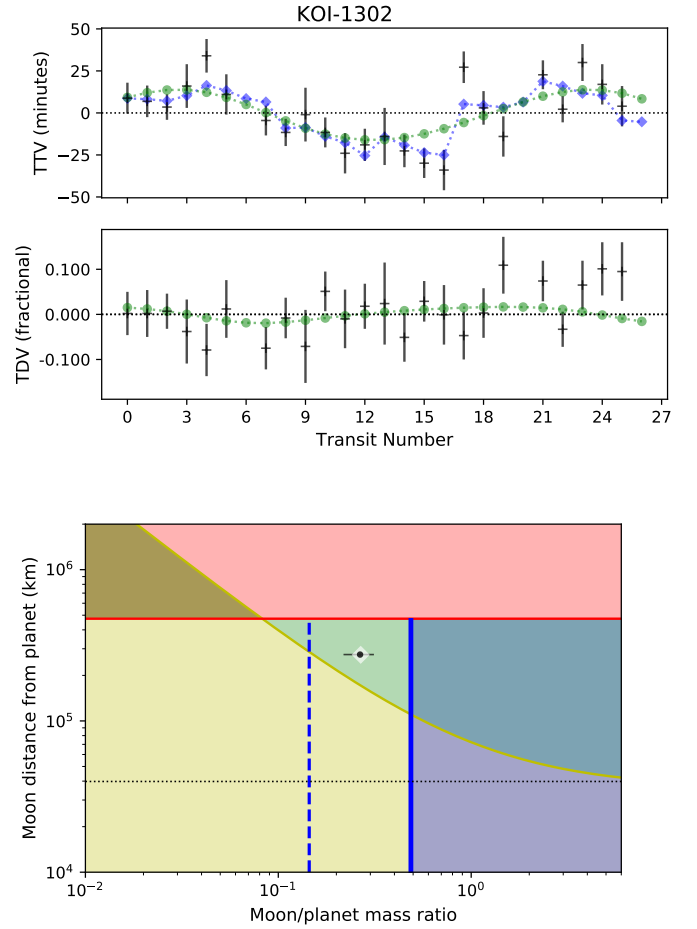 KOI-1302
50
25
0
−25
−50
TTV (minutes)
0.100
0.000
-0.100
TDV (fractional)
0 3 6 9 12 15 18 21 24 27
Transit Number
10^6
10^5
10^4
Moon distance from planet (km)
10^−2 10^−1 10^0
Moon/planet mass ratio